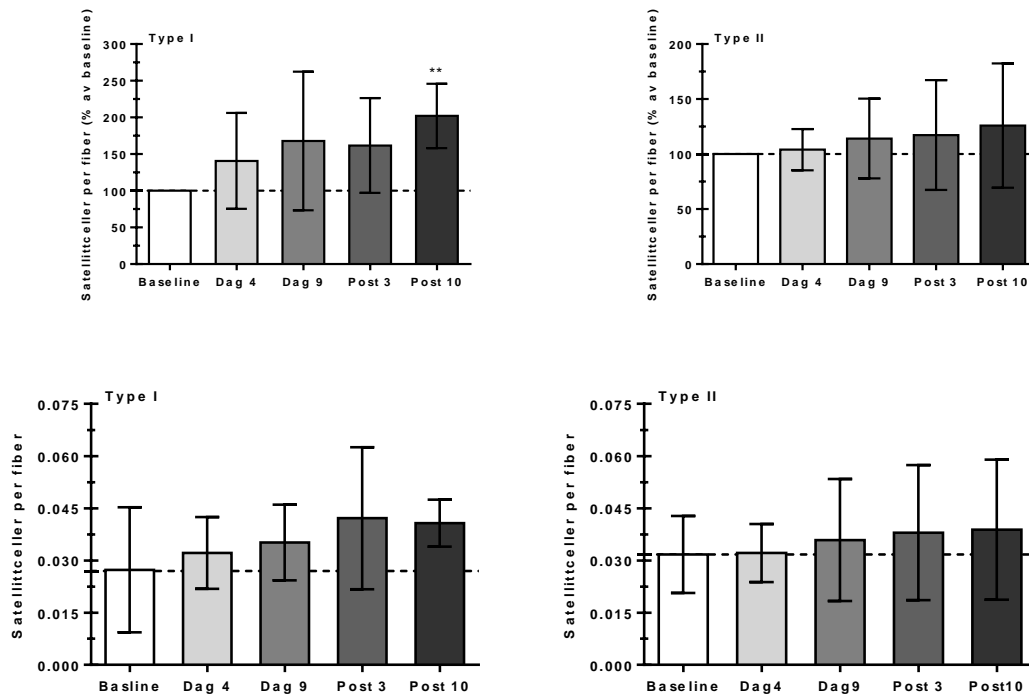 Type I
Satellittceller per fiber (% av baseline)
300
250
200
150
100
50
0
**
Baseline Dag 4 Dag 9 Post 3 Post 10
Type II
Satellittceller per fiber (% av baseline)
200
150
100
50
0
Baseline Dag 4 Dag 9 Post 3 Post 10
Type I
Satellittceller per fiber
0.075
0.060
0.045
0.030
0.015
0.000
Basline Dag 4 Dag 9 Post 3 Post 10
Type II
Satellittceller per fiber
0.075
0.060
0.045
0.030
0.015
0.000
Baseline Dag4 Dag9 Post 3 Post10